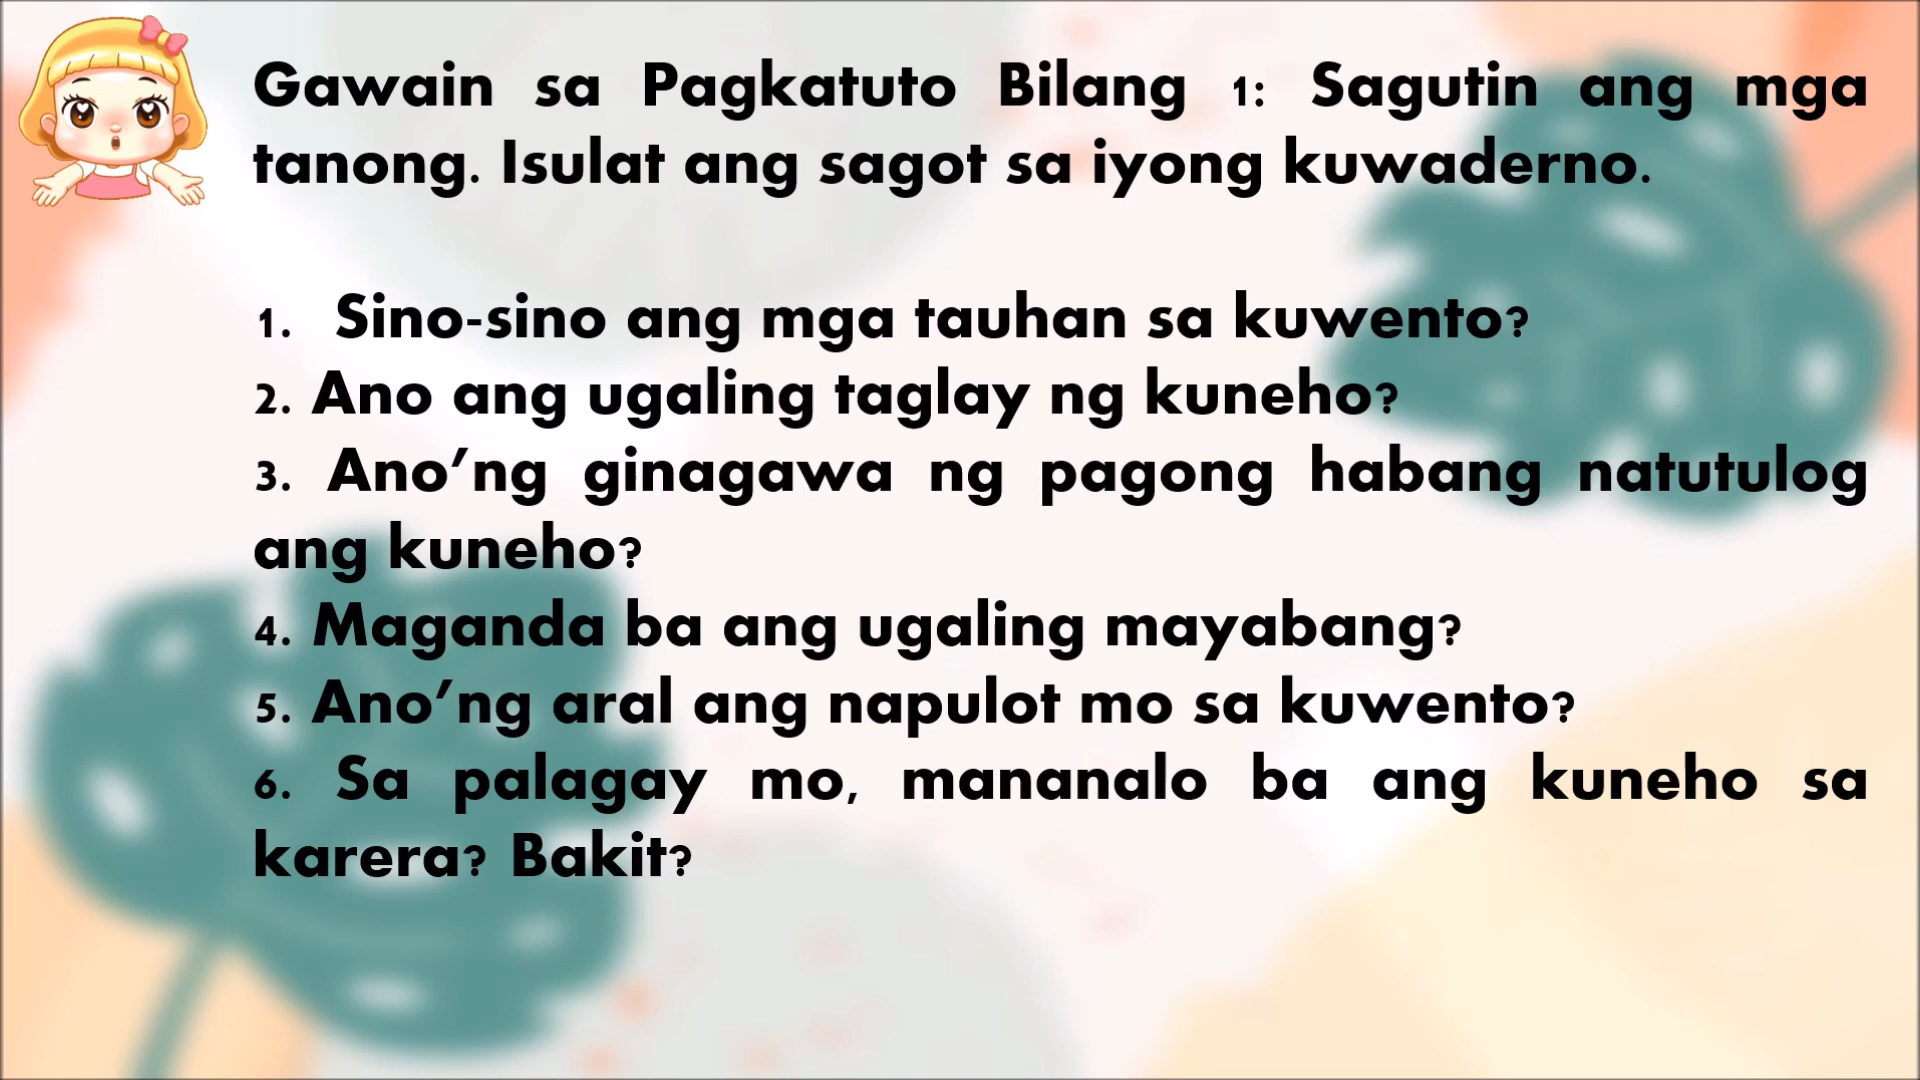 Gawain sa Pagkatuto Bilang 1: Sagutin ang mga
tanong. Isulat ang sagot sa iyong kuwaderno.
1. Sino-sino ang mga tauhan sa kuwento?
2. Ano ang ugaling taglay ng kuneho?
3. Ano’ng ginagawa ng pagong habang natutulog
ang kuneho?
4. Maganda ba ang ugaling mayabang?
5. Ano’ng aral ang napulot mo sa kuwento?
6. Sa palagay mo, mananalo ba ang kuneho sa
karera? Bakit?